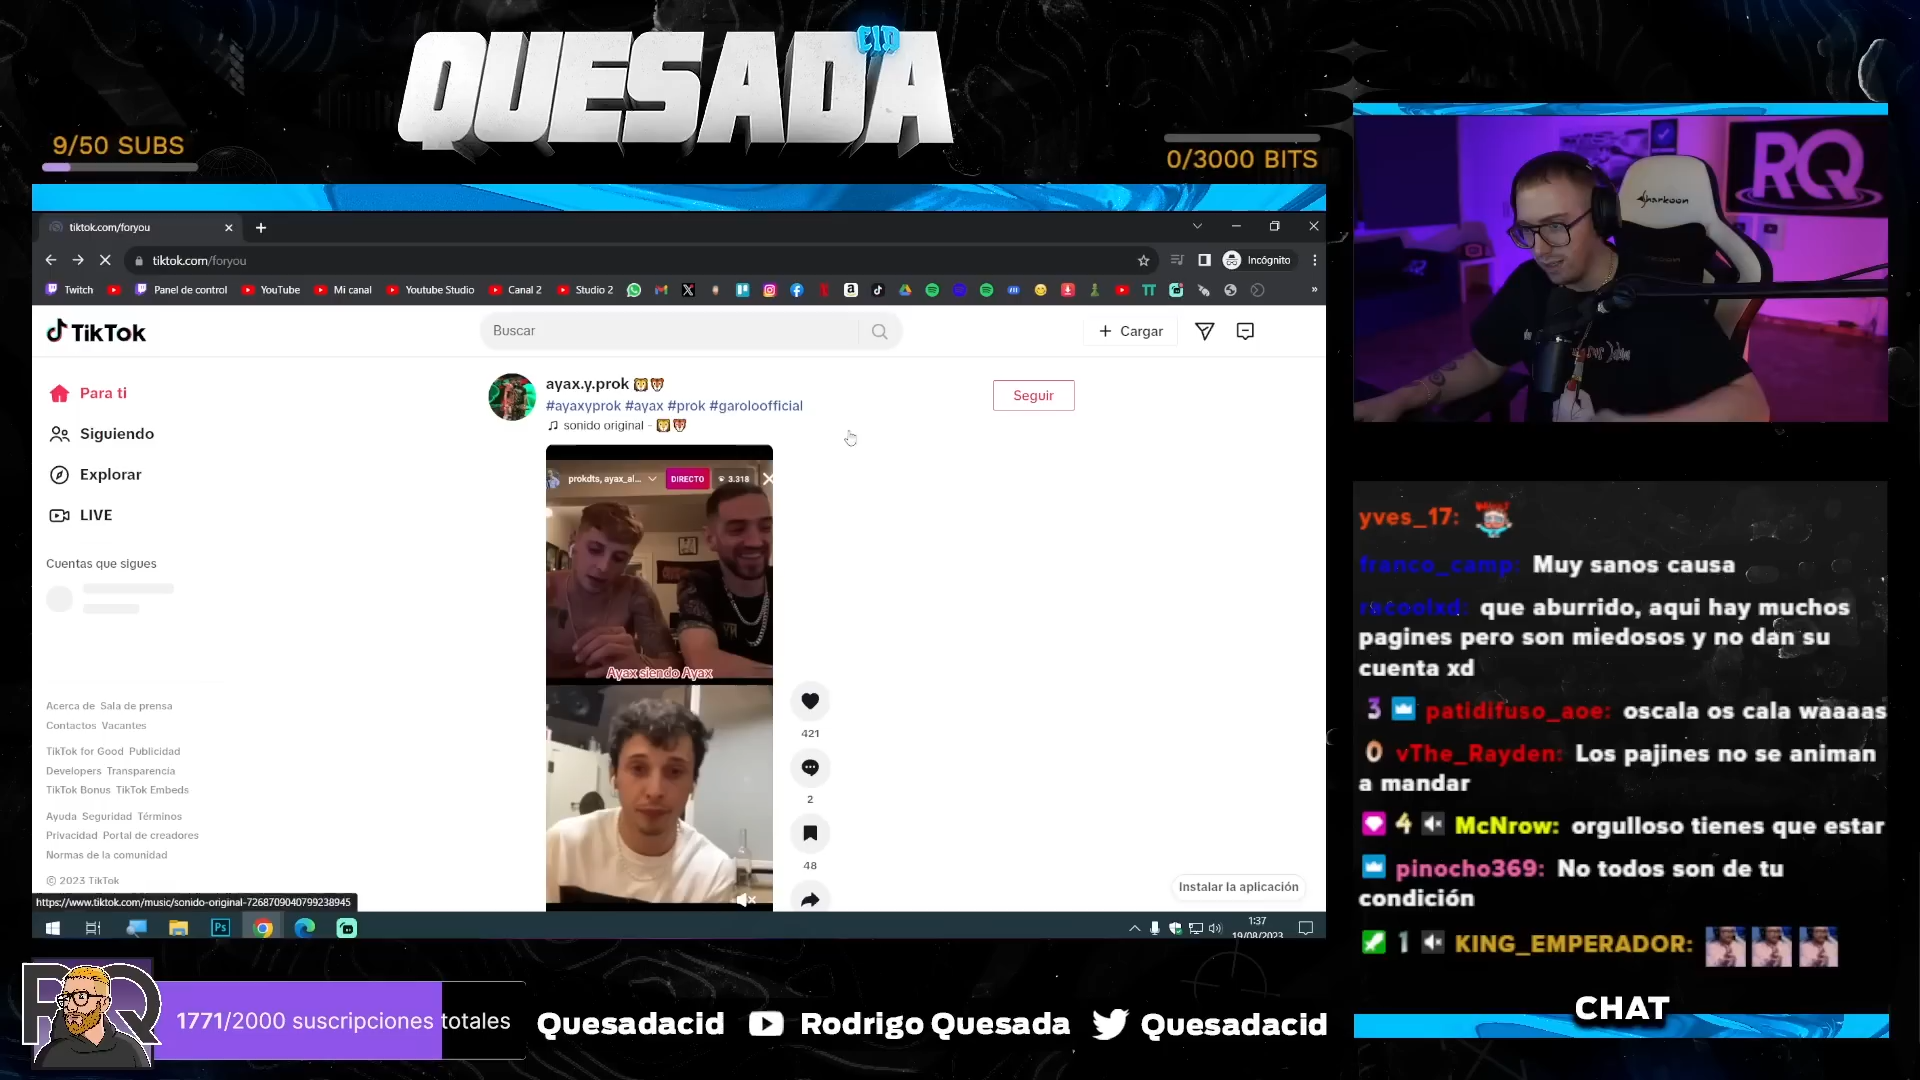 QUESADA
CID
9/50 SUBS
0/3000 BITS
tiktok.com/foryou
tiktok.com/foryou
Incógnito
Twitch
Panel de control
YouTube
Mi canal
Youtube Studio
Canal 2
Studio 2
TikTok
Buscar
Cargar
Para ti
Siguiendo
Explorar
LIVE
Cuentas que sigues
Acerca de Sala de prensa
Contactos Vacantes
TikTok for Good Publicidad
Developers Transparencia
TikTok Bonus TikTok Embeds
Ayuda Seguridad Términos
Privacidad Portal de creadores
Normas de la comunidad
© 2023 TikTok
https://www.tiktok.com/music/sonido-original-7268709040799238945
ayax.y.prok
#ayaxyprok #ayax #prok #garoloofficial
sonido original -
Seguir
prokdts, ayax_al...
DIRECTO
3.318
Ayax siendo Ayax
421
2
48
Instalar la aplicación
Ps
1:37
19/08/2023
RQ
sharkoon
yves_17:
franco_camp: Muy sanos causa
racoolxd: que aburrido, aqui hay muchos
pagines pero son miedosos y no dan su
cuenta xd
3 patidifuso_aoe: oscala os cala waaaas
0 vThe_Rayden: Los pajines no se animan
a mandar
4 McNrow: orgulloso tienes que estar
pinocho369: No todos son de tu
condición
1 KING_EMPERADOR:
CHAT
RQ
1771/2000 suscripciones totales
Quesadacid
Rodrigo Quesada
Quesadacid